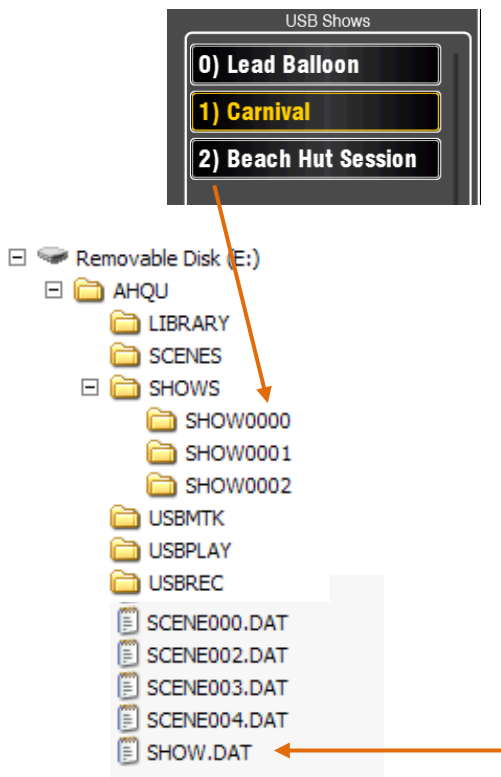 USB Shows
0) Lead Balloon
1) Carnival
2) Beach Hut Session
Removable Disk (E:)
AHQU
LIBRARY
SCENES
SHOWS
SHOW0000
SHOW0001
SHOW0002
USBMTK
USBPLAY
USBREC
SCENE000.DAT
SCENE002.DAT
SCENE003.DAT
SCENE004.DAT
SHOW.DAT